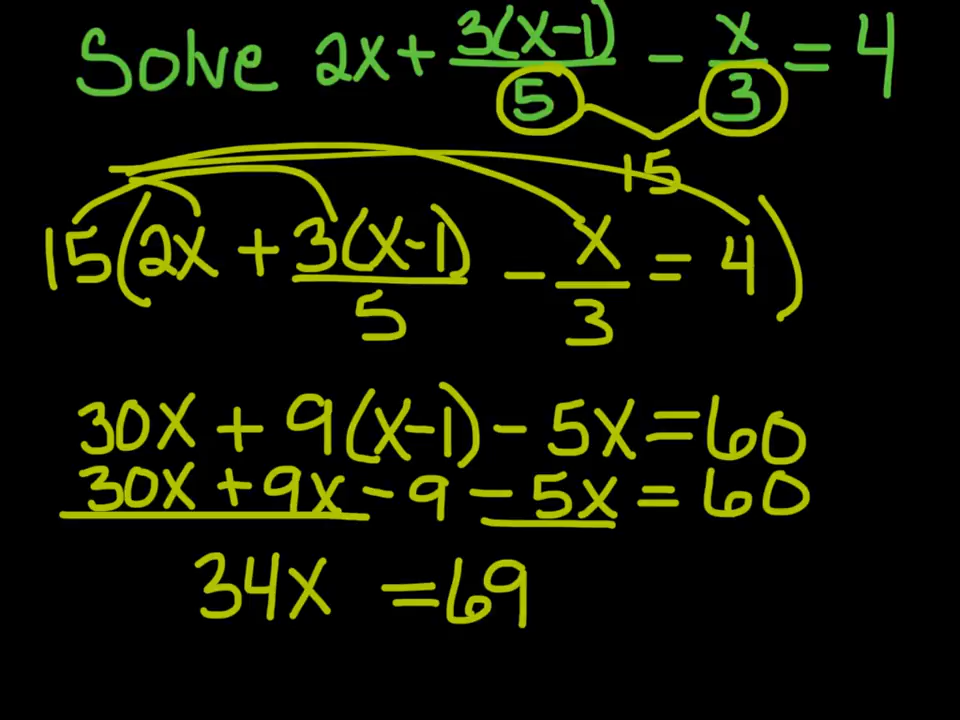 Solve 2x + 3(x-1)/5 - x/3 = 4
15
15(2x + 3(x-1)/5 - x/3 = 4)
30x + 9(x-1) - 5x = 60
30x + 9x - 9 - 5x = 60
34x = 69